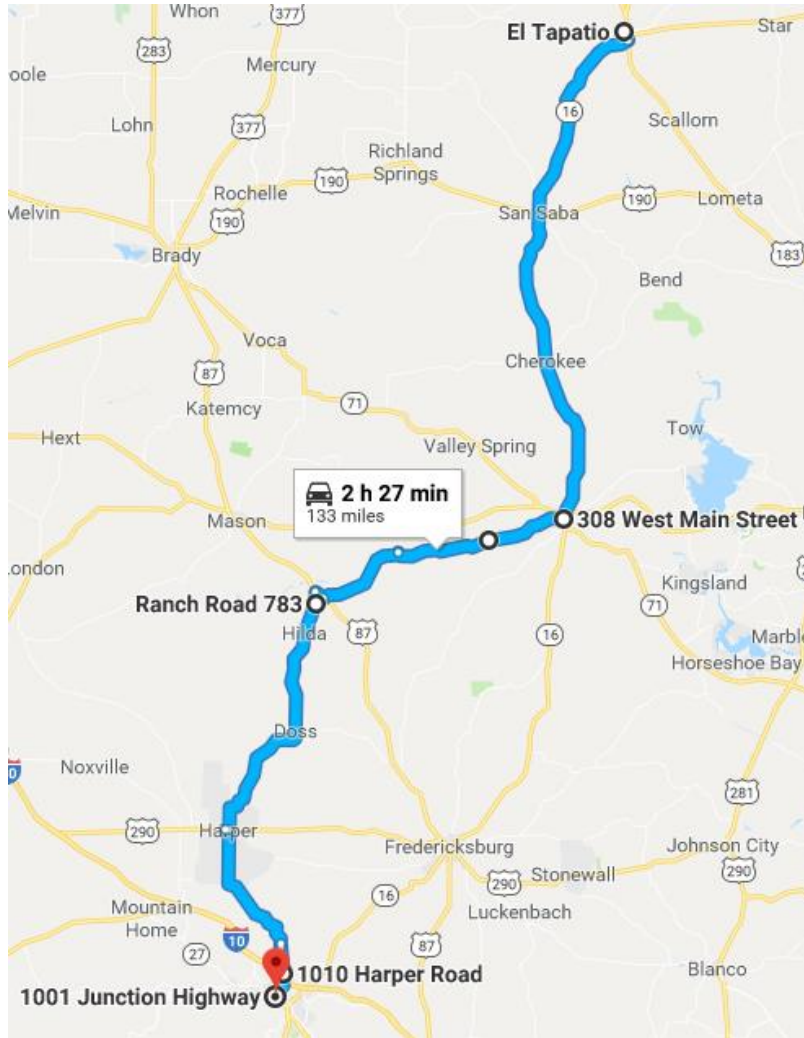 Whon
377
El Tapatio
Star
283
Mercury
oole
16
Lohn
377
Scallorn
Richland
Springs
190
Rochelle
190
Melvin
190
San Saba
190
Lometa
Brady
183
Bend
Voca
Cherokee
87
Katemcy
71
Hext
Valley Spring
Tow
2 h 27 min
133 miles
Mason
308 West Main Street
London
Kingsland
Ranch Road 783
71
Hilda
87
16
Marble
Horseshoe Bay
Doss
Noxville
10
281
290
Harper
Fredericksburg
Johnson City
290
Stonewall
290
16
Mountain
Home
Luckenbach
10
87
27
1010 Harper Road
Blanco
1001 Junction Highway